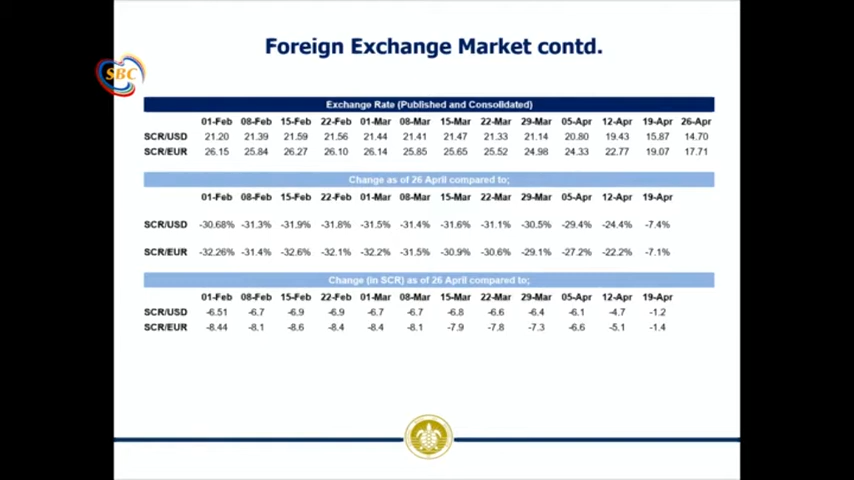 Foreign Exchange Market contd.
SBC
Exchange Rate (Published and Consolidated)
01-Feb 08-Feb 15-Feb 22-Feb 01-Mar 08-Mar 15-Mar 22-Mar 29-Mar 05-Apr 12-Apr 19-Apr 26-Apr
SCR/USD 21.20 21.39 21.59 21.56 21.44 21.41 21.47 21.33 21.14 20.80 19.43 15.87 14.70
SCR/EUR 26.15 25.84 26.27 26.10 26.14 25.85 25.65 25.52 24.98 24.33 22.77 19.07 17.71
Change as of 26 April compared to;
01-Feb 08-Feb 15-Feb 22-Feb 01-Mar 08-Mar 15-Mar 22-Mar 29-Mar 05-Apr 12-Apr 19-Apr
SCR/USD -30.68% -31.3% -31.9% -31.8% -31.5% -31.4% -31.6% -31.1% -30.5% -29.4% -24.4% -7.4%
SCR/EUR -32.26% -31.4% -32.6% -32.1% -32.2% -31.5% -30.9% -30.6% -29.1% -27.2% -22.2% -7.1%
Change (in SCR) as of 26 April compared to;
01-Feb 08-Feb 15-Feb 22-Feb 01-Mar 08-Mar 15-Mar 22-Mar 29-Mar 05-Apr 12-Apr 19-Apr
SCR/USD -6.51 -6.7 -6.9 -6.9 -6.7 -6.7 -6.8 -6.6 -6.4 -6.1 -4.7 -1.2
SCR/EUR -8.44 -8.1 -8.6 -8.4 -8.4 -8.1 -7.9 -7.8 -7.3 -6.6 -5.1 -1.4